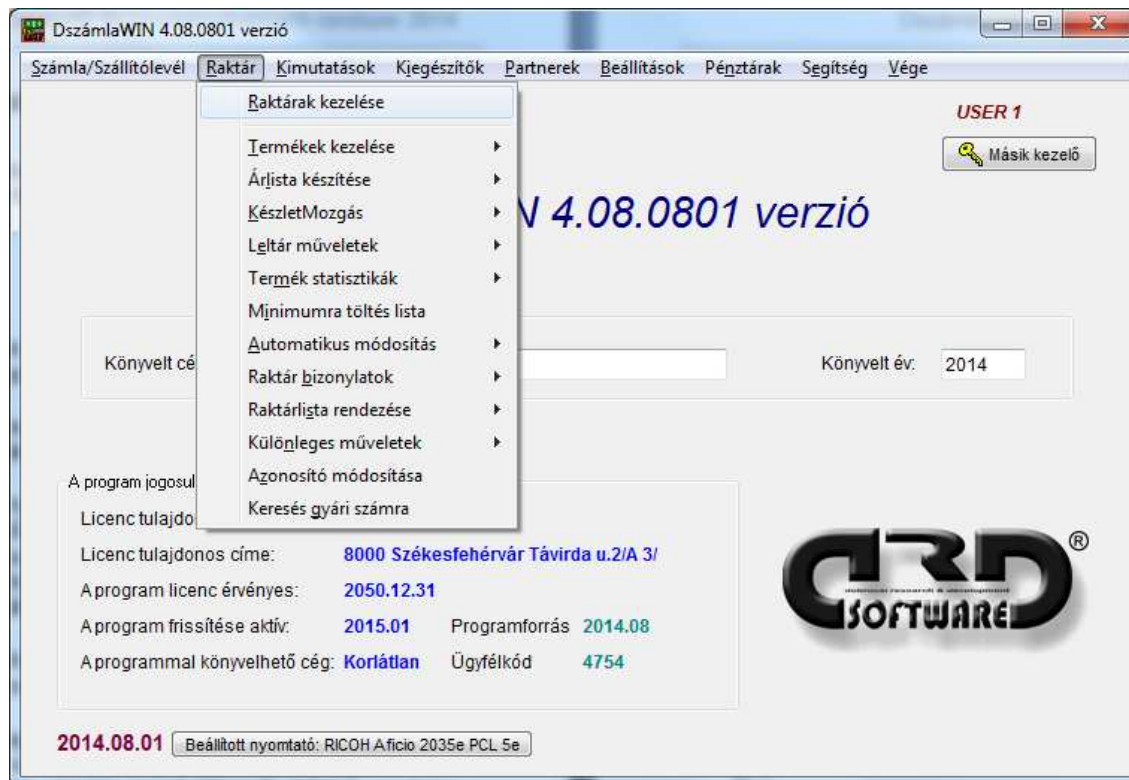 DszámlaWIN 4.08.0801 verzió
Számla/Szállítólevél Raktár Kimutatások Kiegészítők Partnerek Beállítások Pénztárak Segítség Vége
Raktárak kezelése
USER 1
Másik kezelő
Termékek kezelése
Árlista készítése
KészletMozgás
N 4.08.0801 verzió
Leltár műveletek
Termék statisztikák
Minimumra töltés lista
Automatikus módosítás
Könyvelt cé
Könyvelt év: 2014
Raktár bizonylatok
Raktárlista rendezése
Különleges műveletek
Azonosító módosítása
A program jogosul
Keresés gyári számra
Licenc tulajdo
Licenc tulajdonos címe: 8000 Székesfehérvár Távirda u.2/A 3/
A program licenc érvényes: 2050.12.31
A program frissítése aktív: 2015.01 Programforrás 2014.08
A programmal könyvelhető cég: Korlátlan Ügyfélkód 4754
DRD ®
SOFTWARE
2014.08.01 Beállított nyomtató: RICOH Aficio 2035e PCL 5e